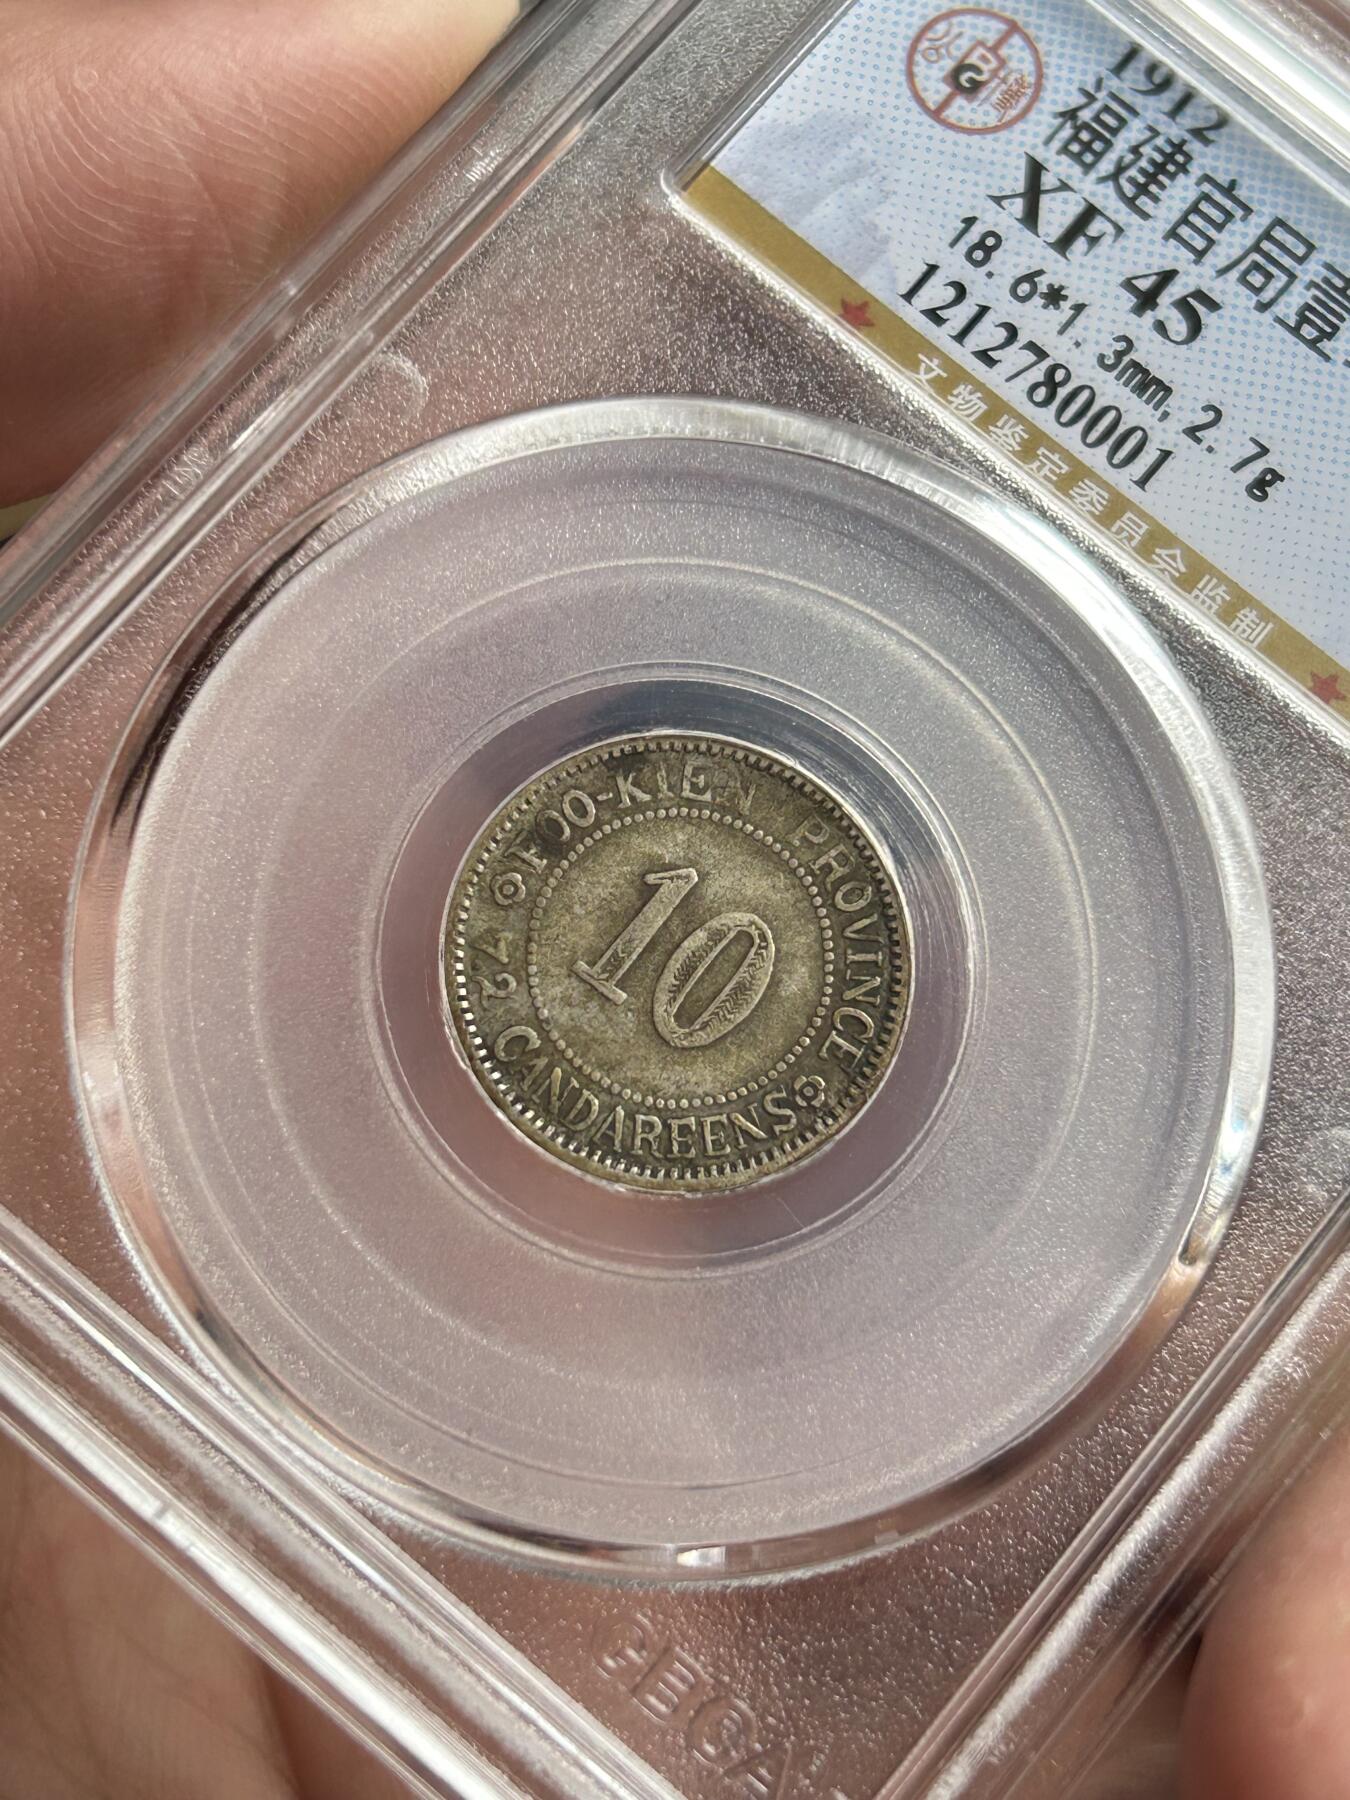 1912
福建官局壹
XF 45
18.6*1.3mm,2.7g
1212780001
文物鉴定委员会监制
FOO-KIEN PROVINCE
10
72 CANDAREENS
GBCA